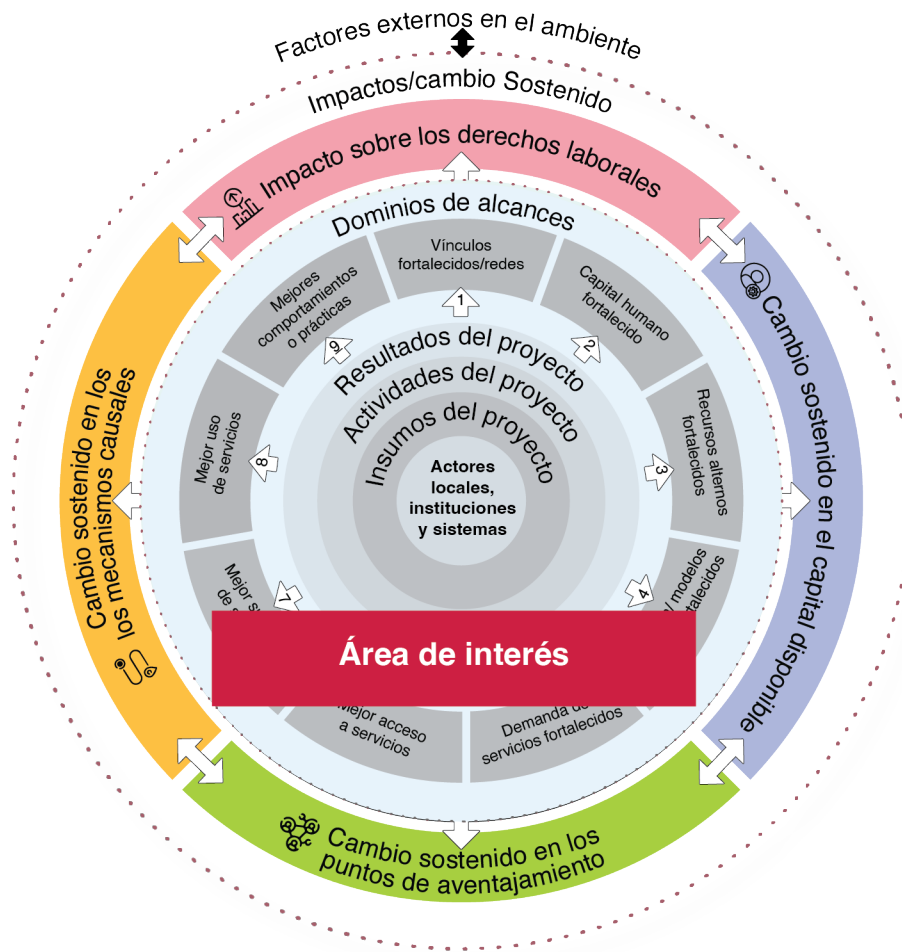 Factores externos en el ambiente
Impactos/cambio Sostenido
Impacto sobre los derechos laborales
Dominios de alcances
Vínculos
fortalecidos/redes
Capital humano
fortalecido
Recursos alternos
fortalecidos
modelos
Demanda
servicios fortalecidos
Mejor acceso
a servicios
Mejor
de
Mejor uso
de servicios
Mejores
comportamientos
o prácticas
1
2
3
4
7
8
9
Resultados del proyecto
Actividades del proyecto
Insumos del proyecto
Actores
locales,
instituciones
y sistemas
Área de interés
Cambio sostenido en el capital disponible
Cambio sostenido en los
puntos de aventajamiento
Cambio sostenido en los
los mecanismos causales